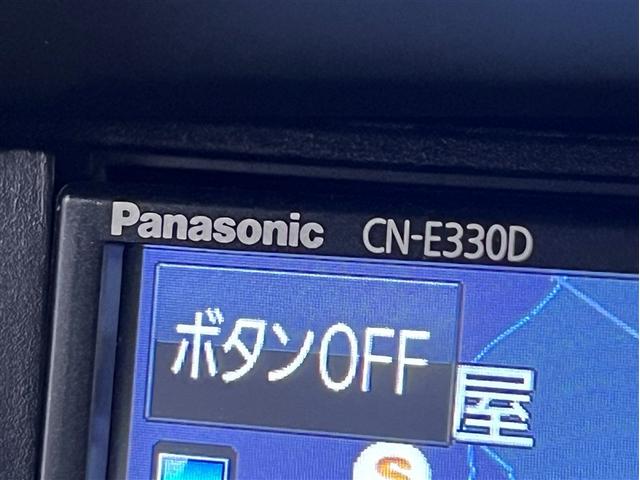 Panasonic CN-E330D
ボタンOFF
屋
S